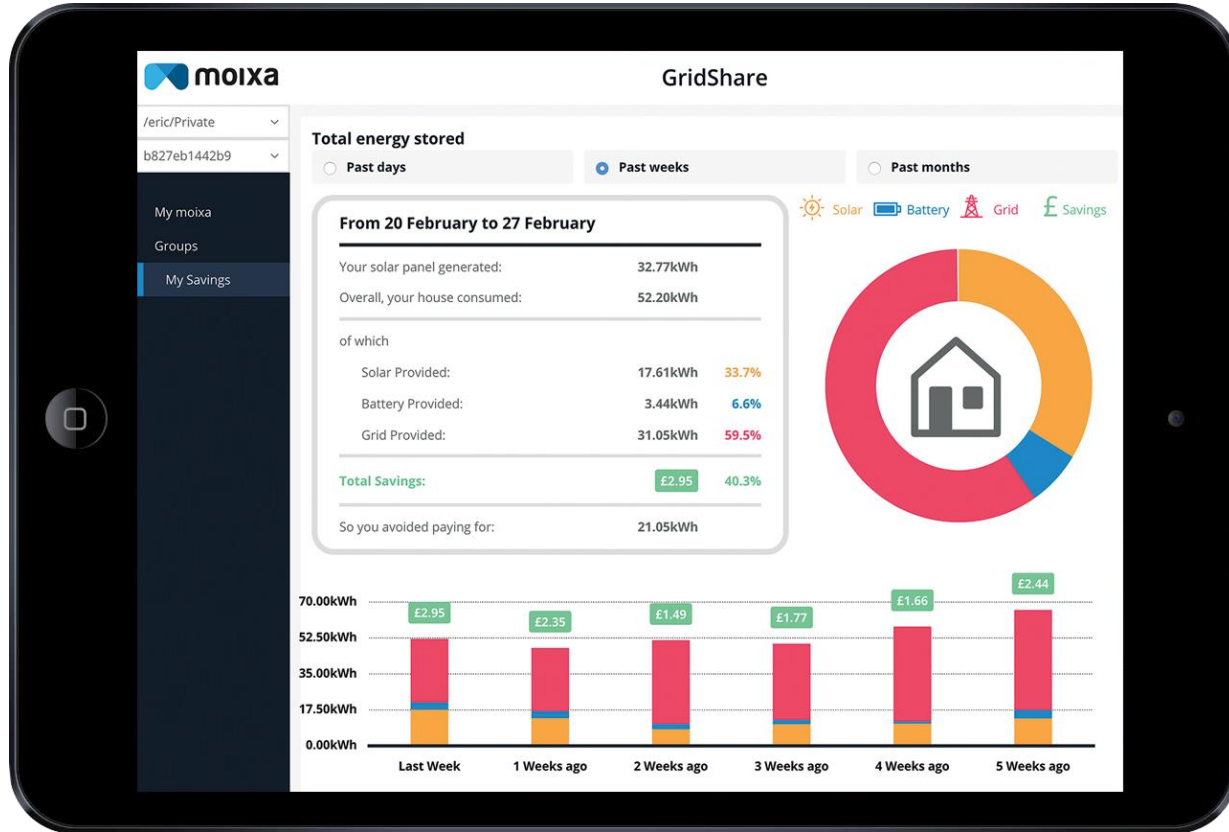 moixa
GridShare
/eric/Private
b827eb1442b9
My moixa
Groups
My Savings
Total energy stored
Past days
Past weeks
Past months
Solar
Battery
Grid
£ Savings
From 20 February to 27 February
Your solar panel generated: 32.77kWh
Overall, your house consumed: 52.20kWh
of which
Solar Provided: 17.61kWh 33.7%
Battery Provided: 3.44kWh 6.6%
Grid Provided: 31.05kWh 59.5%
Total Savings: £2.95 40.3%
So you avoided paying for: 21.05kWh
70.00kWh
52.50kWh
35.00kWh
17.50kWh
0.00kWh
£2.95
£2.35
£1.49
£1.77
£1.66
£2.44
Last Week
1 Weeks ago
2 Weeks ago
3 Weeks ago
4 Weeks ago
5 Weeks ago